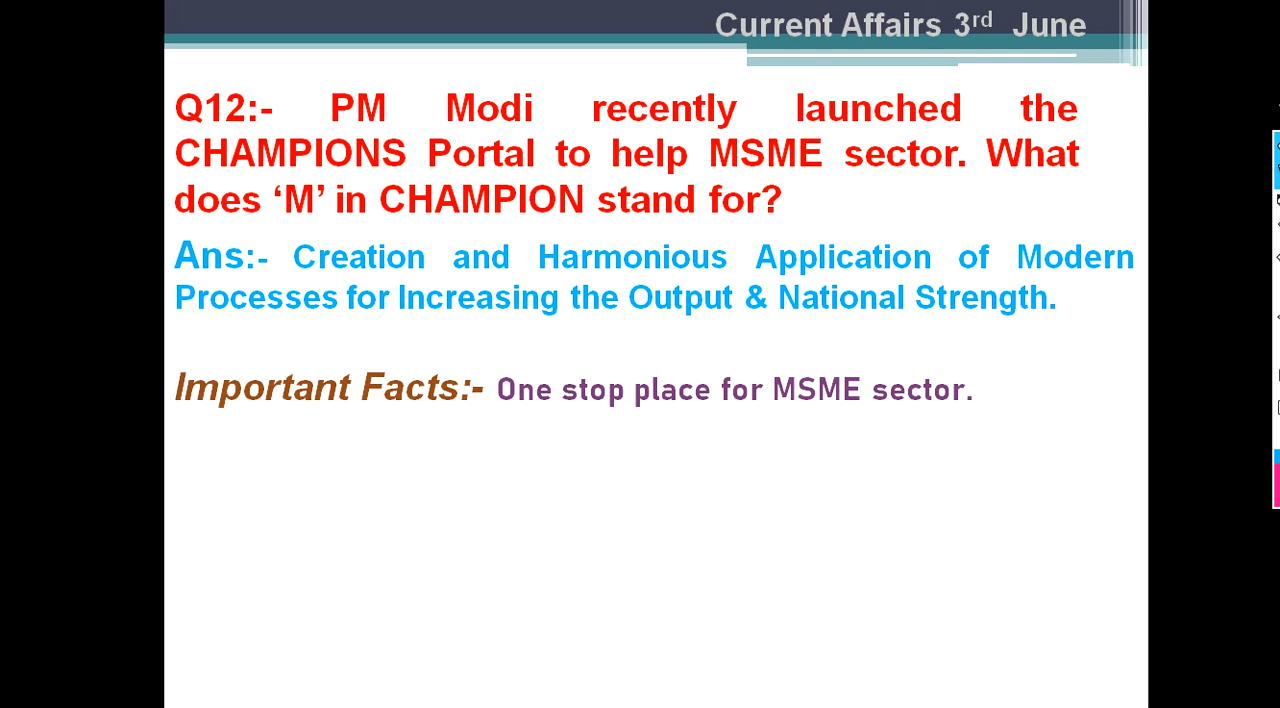 Current Affairs 3rd June
Q12:- PM Modi recently launched the
CHAMPIONS Portal to help MSME sector. What
does ‘M’ in CHAMPION stand for?
Ans:- Creation and Harmonious Application of Modern
Processes for Increasing the Output & National Strength.
Important Facts:- One stop place for MSME sector.